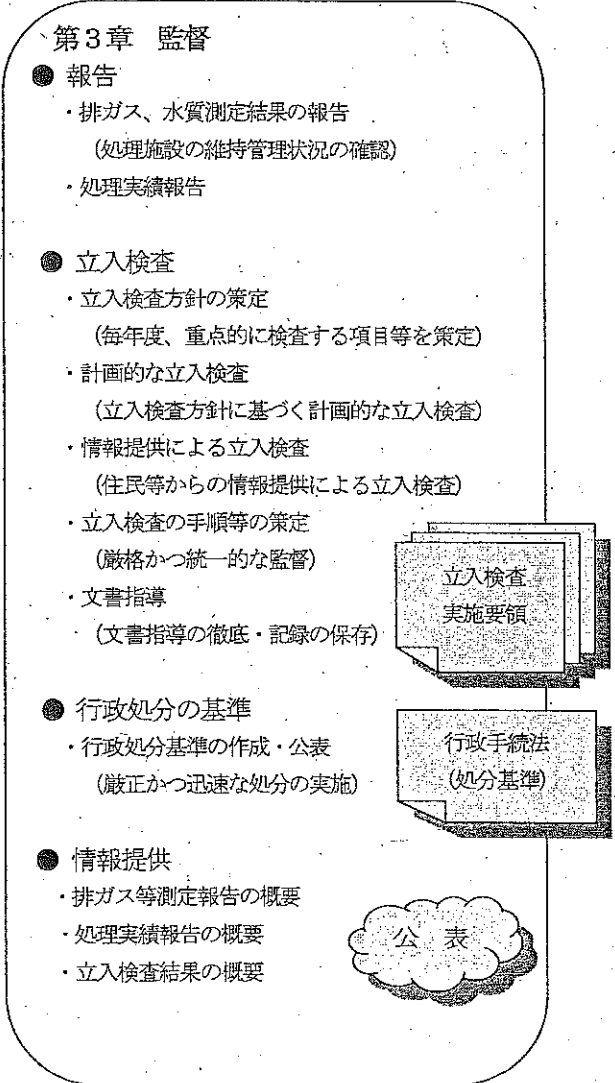 第3章 監督
● 報告
・排ガス、水質測定結果の報告
(処理施設の維持管理状況の確認)
・処理実績報告
● 立入検査
・立入検査方針の策定
(毎年度、重点的に検査する項目等を策定)
・計画的な立入検査
(立入検査方針に基づく計画的な立入検査)
・情報提供による立入検査
(住民等からの情報提供による立入検査)
・立入検査の手順等の策定
(厳格かつ統一的な監督)
・文書指導
(文書指導の徹底・記録の保存)
立入検査
実施要領
● 行政処分の基準
・行政処分基準の作成・公表
(厳正かつ迅速な処分の実施)
行政手続法
(処分基準)
● 情報提供
・排ガス等測定報告の概要
・処理実績報告の概要
・立入検査結果の概要
公 表